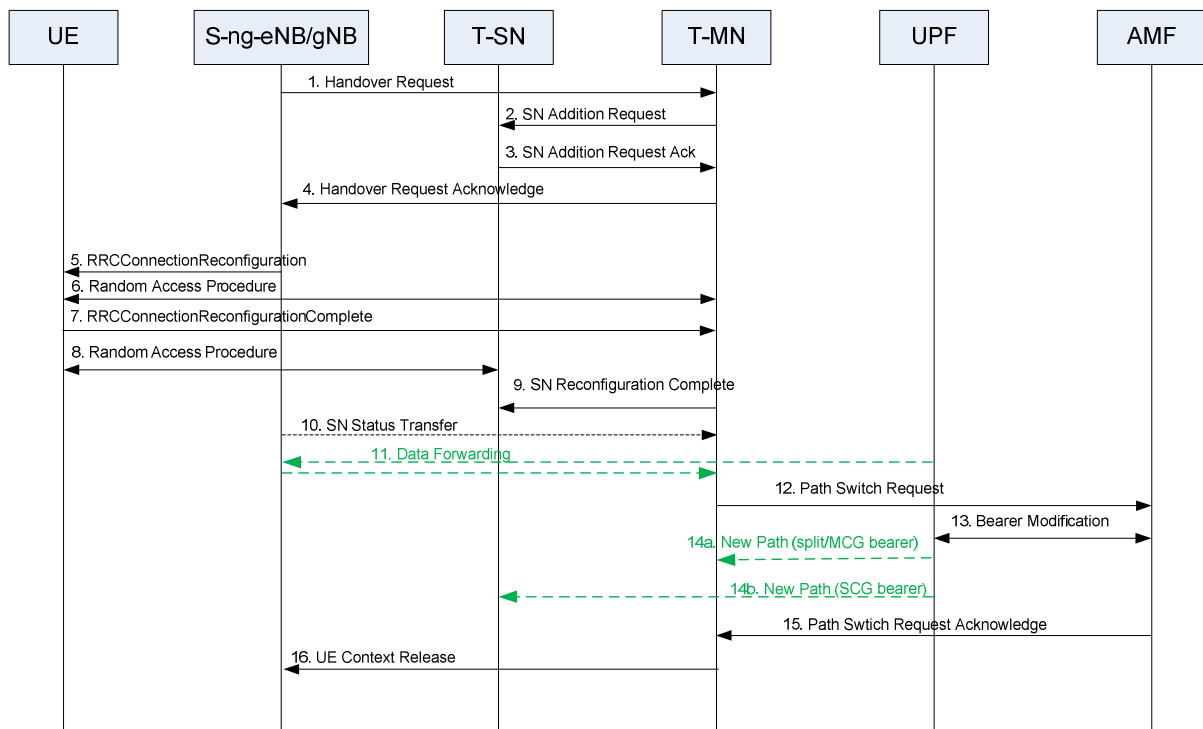 UE
S-ng-eNB/gNB
T-SN
T-MN
UPF
AMF
1. Handover Request
2. SN Addition Request
3. SN Addition Request Ack
4. Handover Request Acknowledge
5. RRCConnectionReconfiguration
6. Random Access Procedure
7. RRCConnectionReconfigurationComplete
8. Random Access Procedure
9. SN Reconfiguration Complete
10. SN Status Transfer
11. Data Forwarding
12. Path Switch Request
13. Bearer Modification
14a. New Path (split/MCG bearer)
14b. New Path (SCG bearer)
15. Path Swtich Request Acknowledge
16. UE Context Release